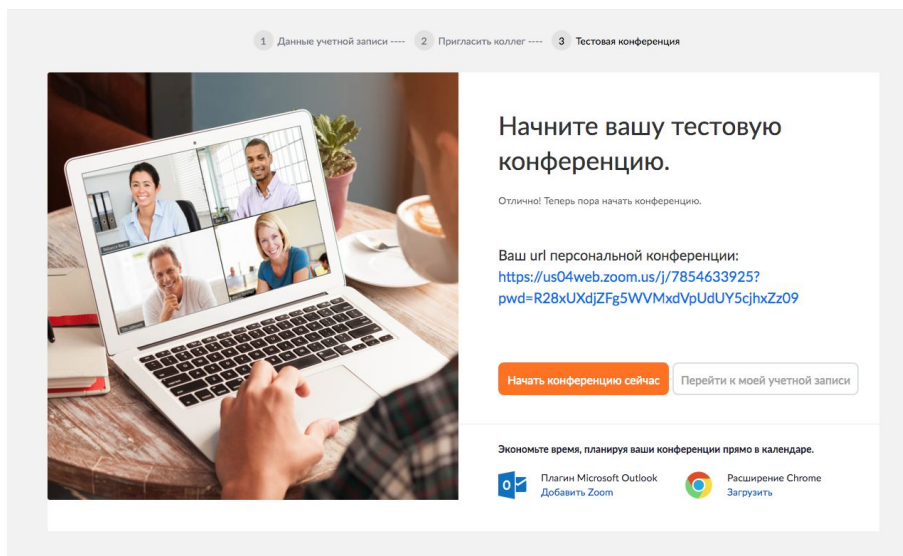 1 Данные учетной записи ---- 2 Пригласить коллег ---- 3 Тестовая конференция
Начните вашу тестовую
конференцию.
Отлично! Теперь пора начать конференцию.
Ваш url персональной конференции:
https://us04web.zoom.us/j/7854633925?
pwd=R28xUXdjZFg5WVMxdVpUdUY5cjhxZz09
Начать конференцию сейчас Перейти к моей учетной записи
Экономьте время, планируя ваши конференции прямо в календаре.
Плагин Microsoft Outlook
Добавить Zoom
Расширение Chrome
Загрузить